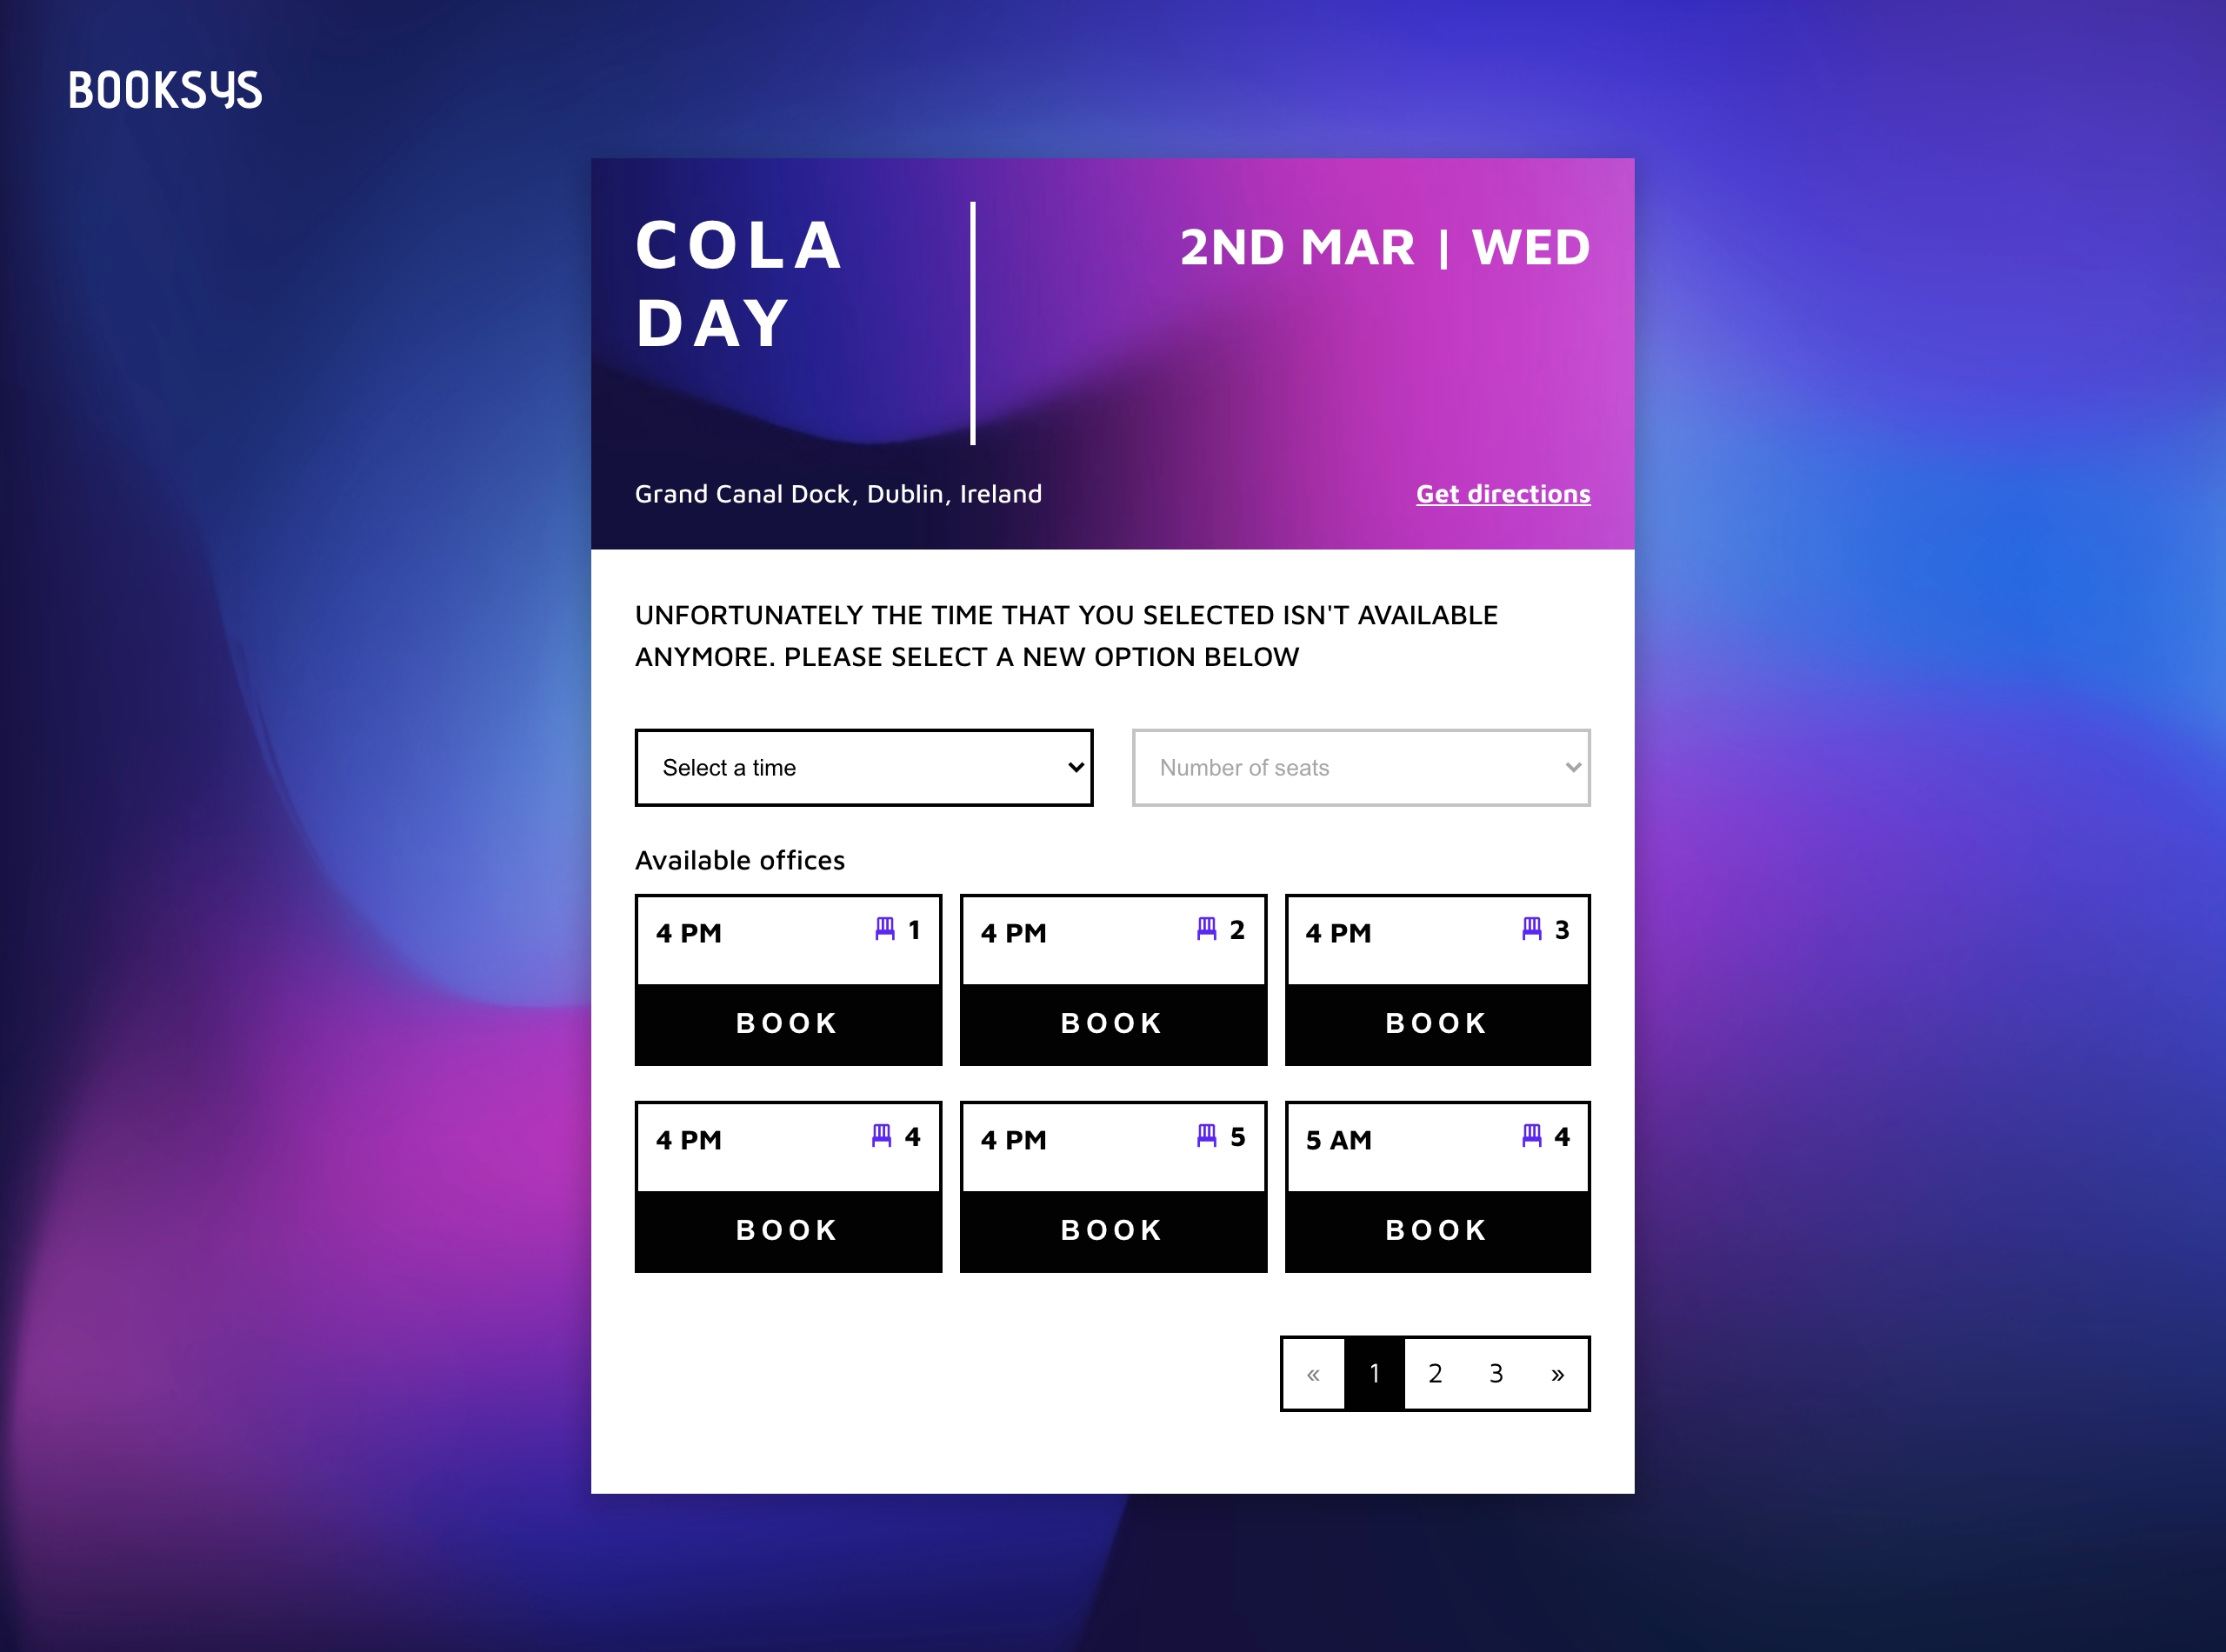 BOOKSYS
COLA
DAY
2ND MAR | WED
Grand Canal Dock, Dublin, Ireland
Get directions
UNFORTUNATELY THE TIME THAT YOU SELECTED ISN'T AVAILABLE
ANYMORE. PLEASE SELECT A NEW OPTION BELOW
Select a time
Number of seats
Available offices
4 PM 1
4 PM 2
4 PM 3
BOOK
BOOK
BOOK
4 PM 4
4 PM 5
5 AM 4
BOOK
BOOK
BOOK
« 1 2 3 »